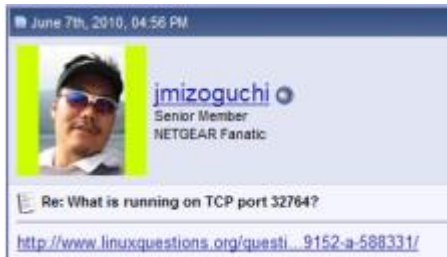 June 7th, 2010, 04:56 PM
jmizoguchi
Senior Member
NETGEAR Fanatic
Re: What is running on TCP port 32764?
http://www.linuxquestions.org/questi...9152-a-588331/